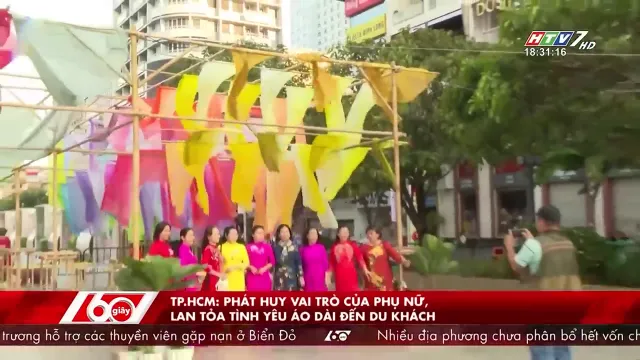 HTV7 HD
18:31:16
TP.HCM: PHÁT HUY VAI TRÒ CỦA PHỤ NỮ,
LAN TỎA TÌNH YÊU ÁO DÀI ĐẾN DU KHÁCH
60 giây
trương hỗ trợ các thuyền viên gặp nạn ở Biển Đỏ
Nhiều địa phương chưa phân bổ hết vốn ch